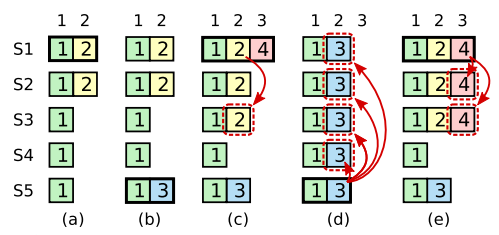 1 2 1 2 1 2 3 1 2 3 1 2 3
S1 1 2 1 2 1 2 4 1 3 1 2 4
S2 1 2 1 2 1 2 1 3 1 2 4
S3 1 1 1 2 1 3 1 2 4
S4 1 1 1 1 3 1
S5 1 1 3 1 3 1 3 1 3
(a) (b) (c) (d) (e)